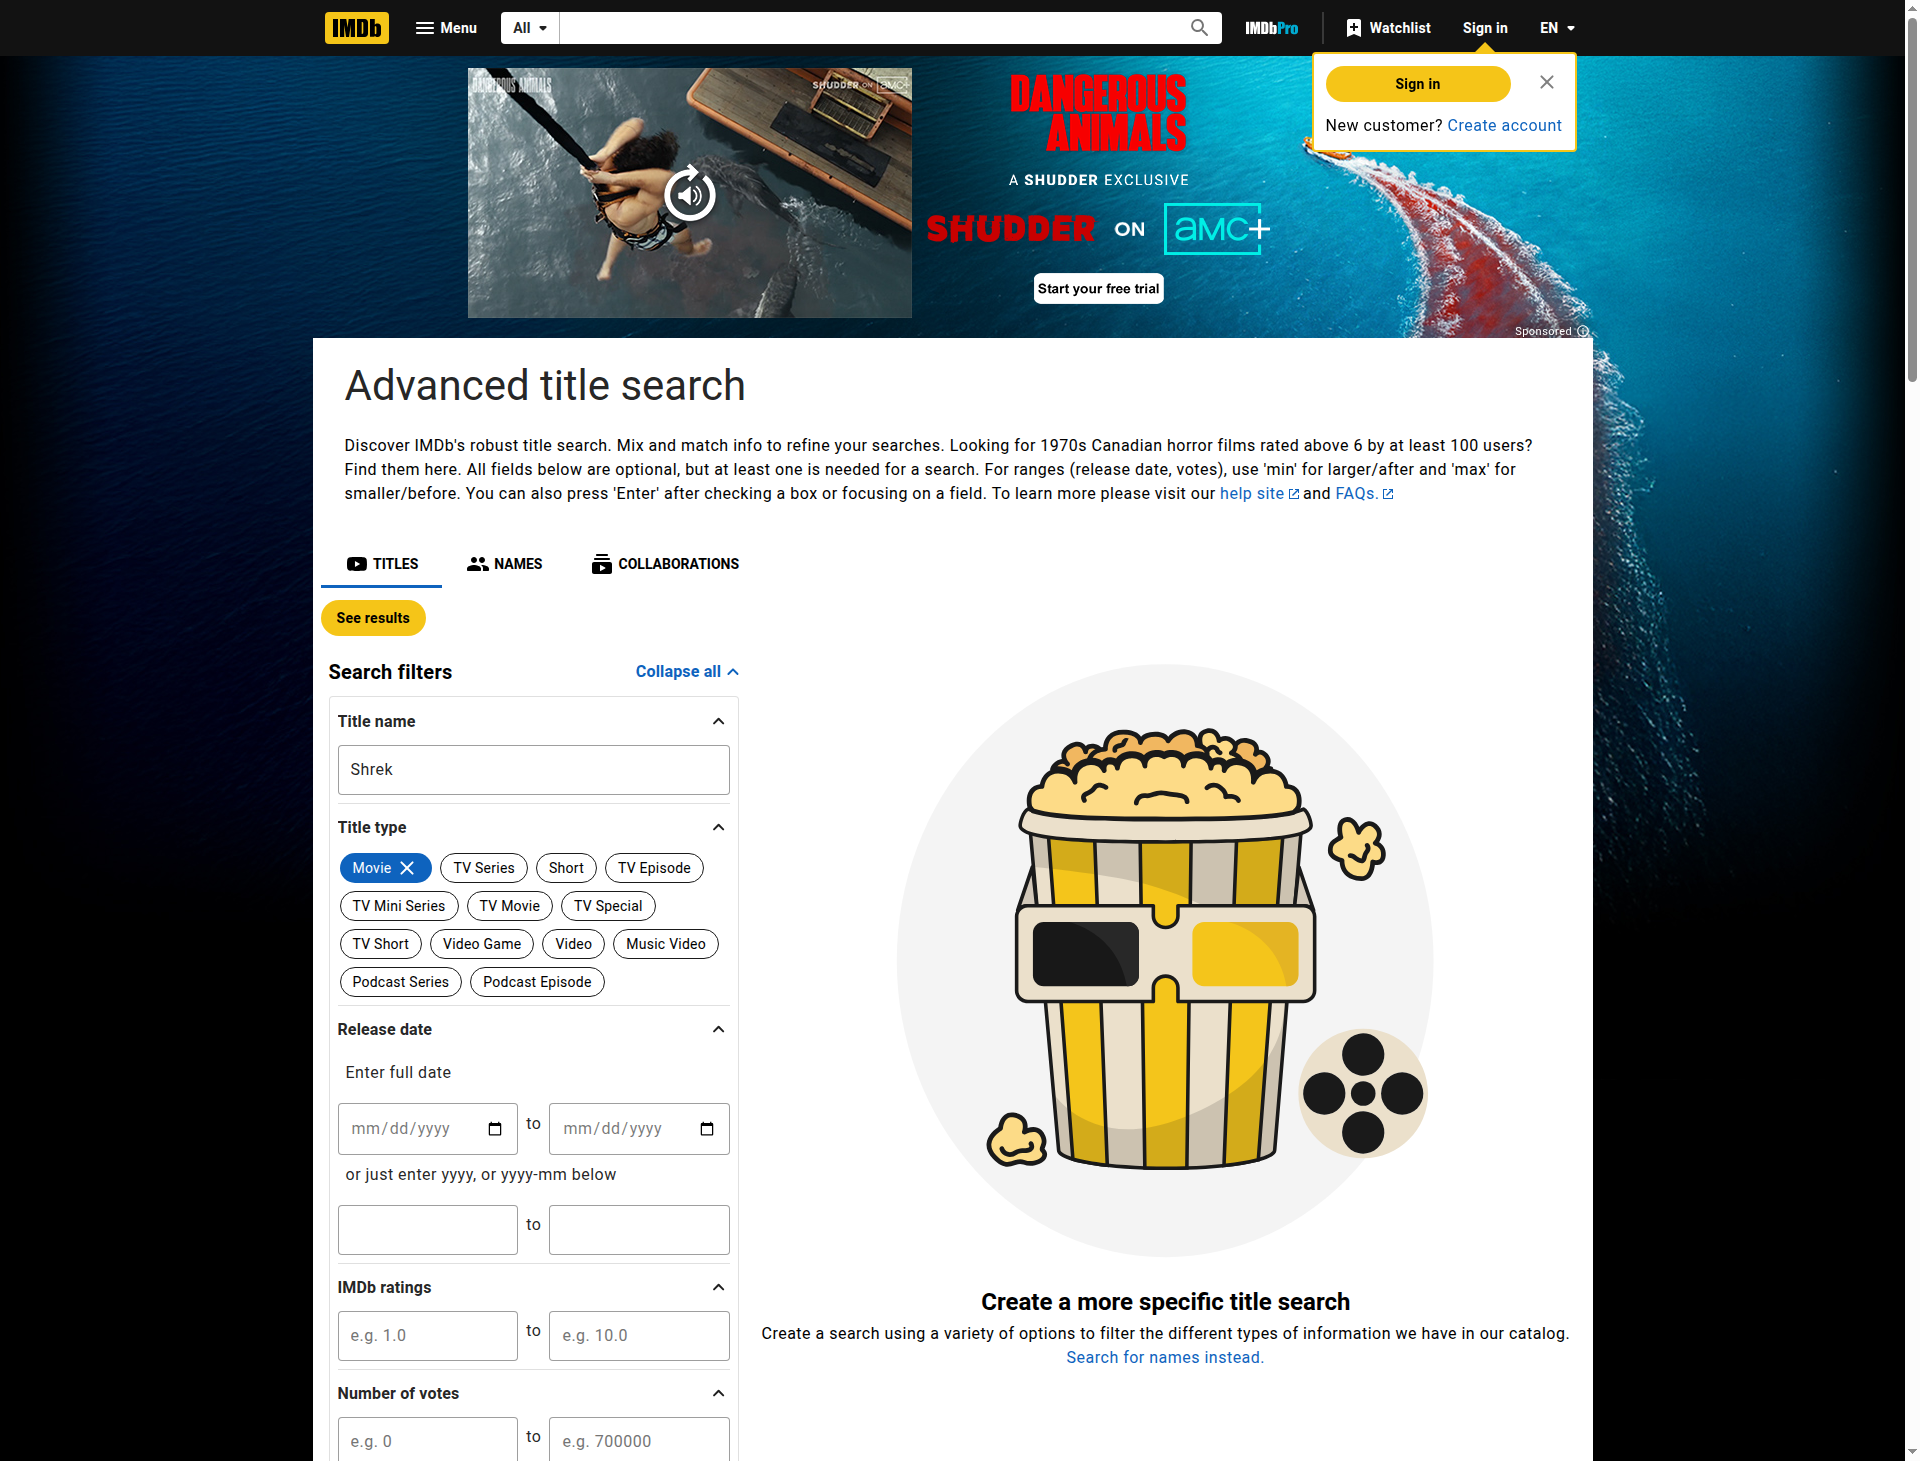 IMDb Menu All IMDbPro Watchlist Sign in EN
Sign in
New customer? Create account
DANGEROUS ANIMALS
SHUDDER ON amc+
DANGEROUS
ANIMALS
A SHUDDER EXCLUSIVE
SHUDDER ON amc+
Start your free trial
Sponsored
Advanced title search
Discover IMDb's robust title search. Mix and match info to refine your searches. Looking for 1970s Canadian horror films rated above 6 by at least 100 users?
Find them here. All fields below are optional, but at least one is needed for a search. For ranges (release date, votes), use 'min' for larger/after and 'max' for
smaller/before. You can also press 'Enter' after checking a box or focusing on a field. To learn more please visit our help site and FAQs.
TITLES NAMES COLLABORATIONS
See results
Search filters Collapse all
Title name
Shrek
Title type
Movie TV Series Short TV Episode
TV Mini Series TV Movie TV Special
TV Short Video Game Video Music Video
Podcast Series Podcast Episode
Release date
Enter full date
mm/dd/yyyy to mm/dd/yyyy
or just enter yyyy, or yyyy-mm below
to
IMDb ratings
e.g. 1.0 to e.g. 10.0
Number of votes
e.g. 0 to e.g. 700000
Create a more specific title search
Create a search using a variety of options to filter the different types of information we have in our catalog.
Search for names instead.